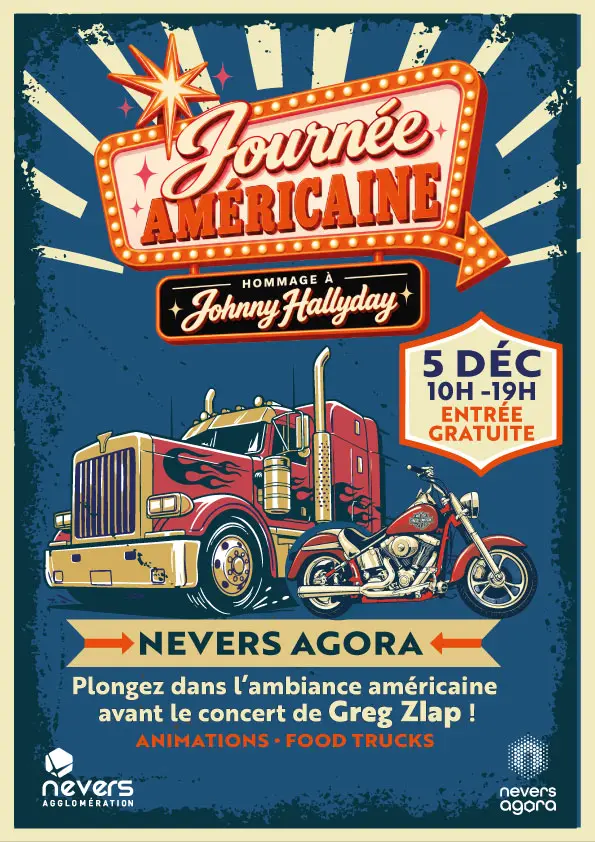 Journée
AMÉRICAINE
HOMMAGE À
Johnny Hallyday
5 DÉC
10H -19H
ENTRÉE
GRATUITE
NEVERS AGORA
Plongez dans l’ambiance américaine
avant le concert de Greg Zlap !
ANIMATIONS • FOOD TRUCKS
nevers
AGGLOMÉRATION
nevers
agora